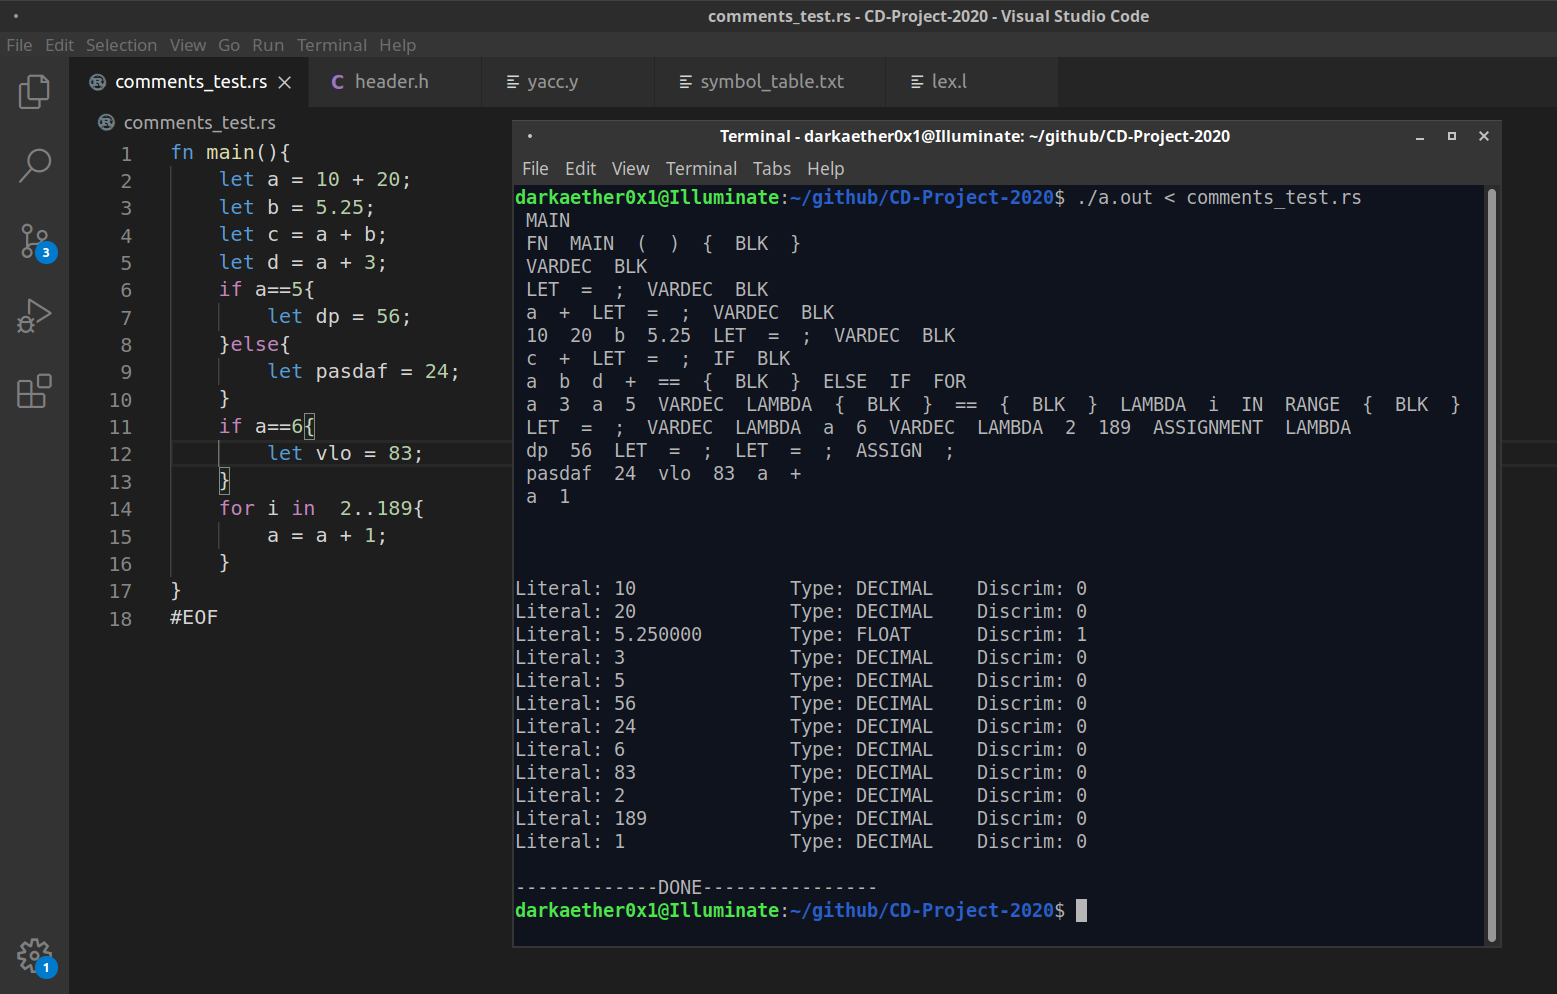 comments_test.rs - CD-Project-2020 - Visual Studio Code
File Edit Selection View Go Run Terminal Help
comments_test.rs
C header.h
yacc.y
symbol_table.txt
lex.l
comments_test.rs
1 fn main(){
2 let a = 10 + 20;
3 let b = 5.25;
4 let c = a + b;
5 let d = a + 3;
6 if a==5{
7 let dp = 56;
8 }else{
9 let pasdaf = 24;
10 }
11 if a==6{
12 let vlo = 83;
13 }
14 for i in  2..189{
15 a = a + 1;
16 }
17 }
18 #EOF
3
1
Terminal - darkaether0x1@Illuminate: ~/github/CD-Project-2020
File Edit View Terminal Tabs Help
darkaether0x1@Illuminate:~/github/CD-Project-2020$ ./a.out < comments_test.rs
MAIN
FN  MAIN  (  )  {  BLK  }
VARDEC  BLK
LET  =  ;  VARDEC  BLK
a  +  LET  =  ;  VARDEC  BLK
10  20  b  5.25  LET  =  ;  VARDEC  BLK
c  +  LET  =  ;  IF  BLK
a  b  d  +  ==  {  BLK  }  ELSE  IF  FOR
a  3  a  5  VARDEC  LAMBDA  {  BLK  }  ==  {  BLK  }  LAMBDA  i  IN  RANGE  {  BLK  }
LET  =  ;  VARDEC  LAMBDA  a  6  VARDEC  LAMBDA  2  189  ASSIGNMENT  LAMBDA
dp  56  LET  =  ;  LET  =  ;  ASSIGN  ;
pasdaf  24  vlo  83  a  +
a  1
Literal: 10 Type: DECIMAL Discrim: 0
Literal: 20 Type: DECIMAL Discrim: 0
Literal: 5.250000 Type: FLOAT Discrim: 1
Literal: 3 Type: DECIMAL Discrim: 0
Literal: 5 Type: DECIMAL Discrim: 0
Literal: 56 Type: DECIMAL Discrim: 0
Literal: 24 Type: DECIMAL Discrim: 0
Literal: 6 Type: DECIMAL Discrim: 0
Literal: 83 Type: DECIMAL Discrim: 0
Literal: 2 Type: DECIMAL Discrim: 0
Literal: 189 Type: DECIMAL Discrim: 0
Literal: 1 Type: DECIMAL Discrim: 0
-------------DONE----------------
darkaether0x1@Illuminate:~/github/CD-Project-2020$